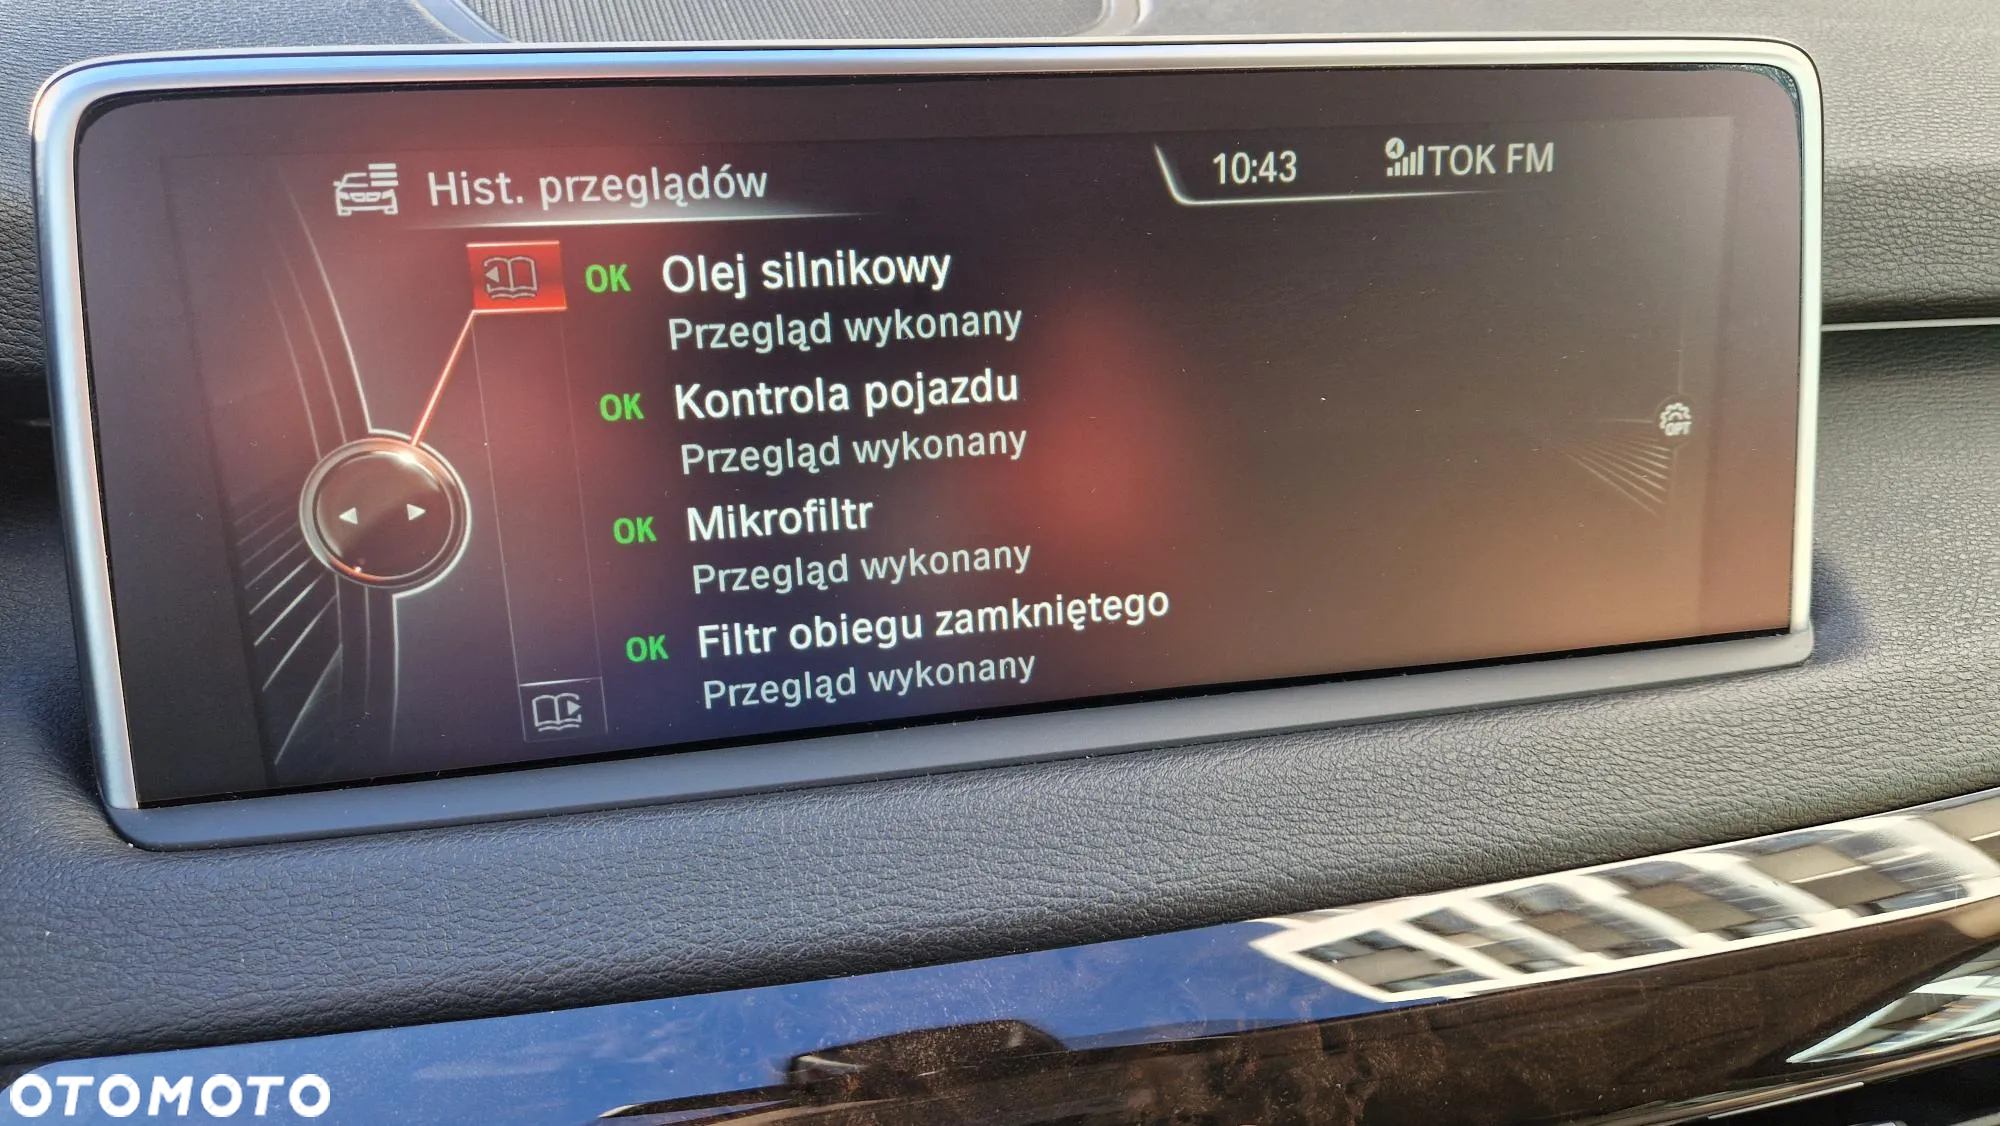 Hist. przeglądów
10:43
TOK FM
OK Olej silnikowy
Przegląd wykonany
OK Kontrola pojazdu
Przegląd wykonany
OK Mikrofiltr
Przegląd wykonany
OK Filtr obiegu zamkniętego
Przegląd wykonany
OPT
OTOMOTO